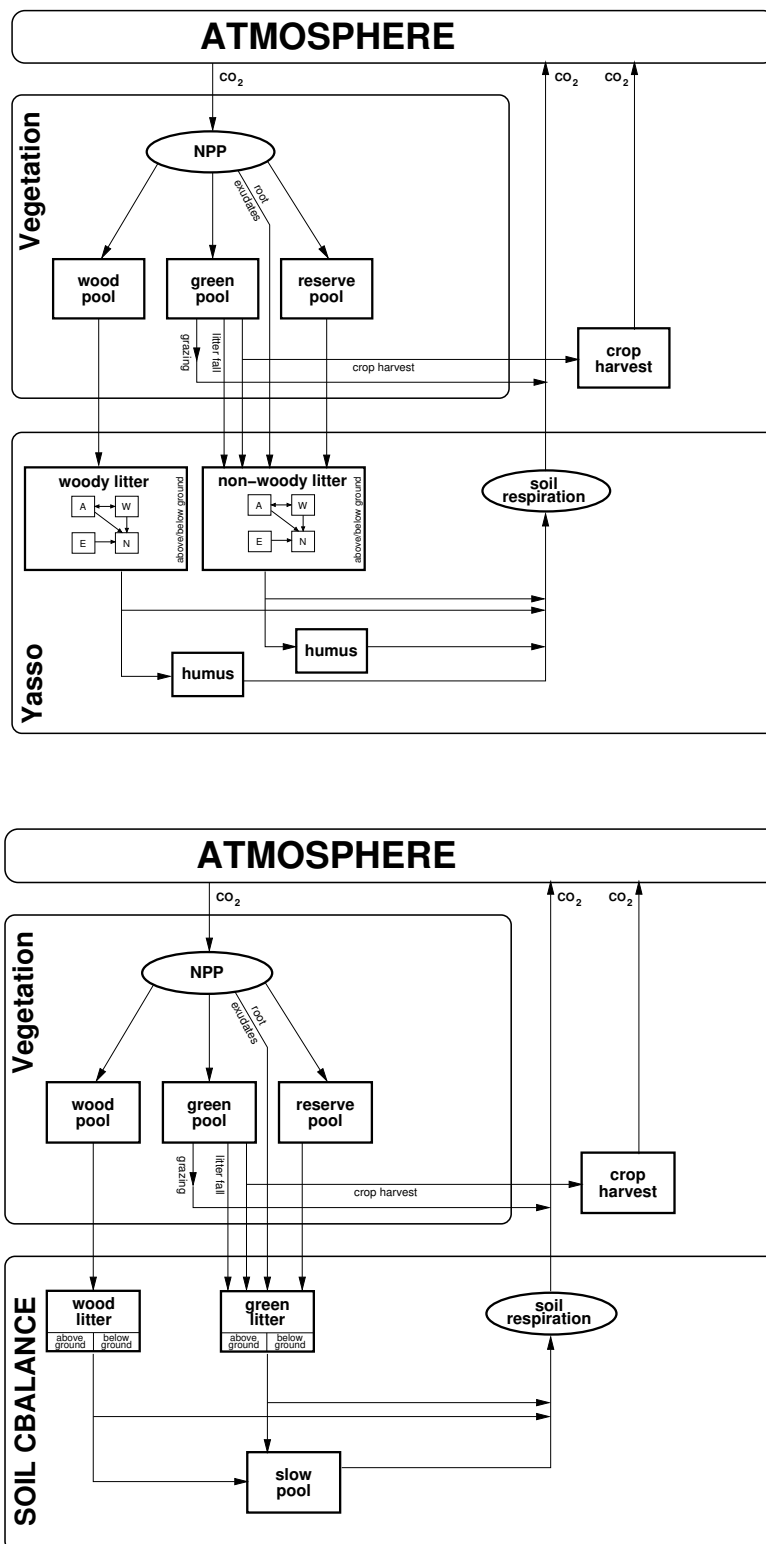 ATMOSPHERE
CO2
CO2
CO2
Vegetation
NPP
root
exudates
wood
pool
green
pool
reserve
pool
grazing
litter fall
crop harvest
crop
harvest
Yasso
woody litter
A
W
E
N
above/below ground
non−woody litter
A
W
E
N
above/below ground
soil
respiration
humus
humus
ATMOSPHERE
CO2
CO2
CO2
Vegetation
NPP
root
exudates
wood
pool
green
pool
reserve
pool
grazing
litter fall
crop harvest
crop
harvest
SOIL CBALANCE
wood
litter
above
ground
below
ground
green
litter
above
ground
below
ground
soil
respiration
slow
pool